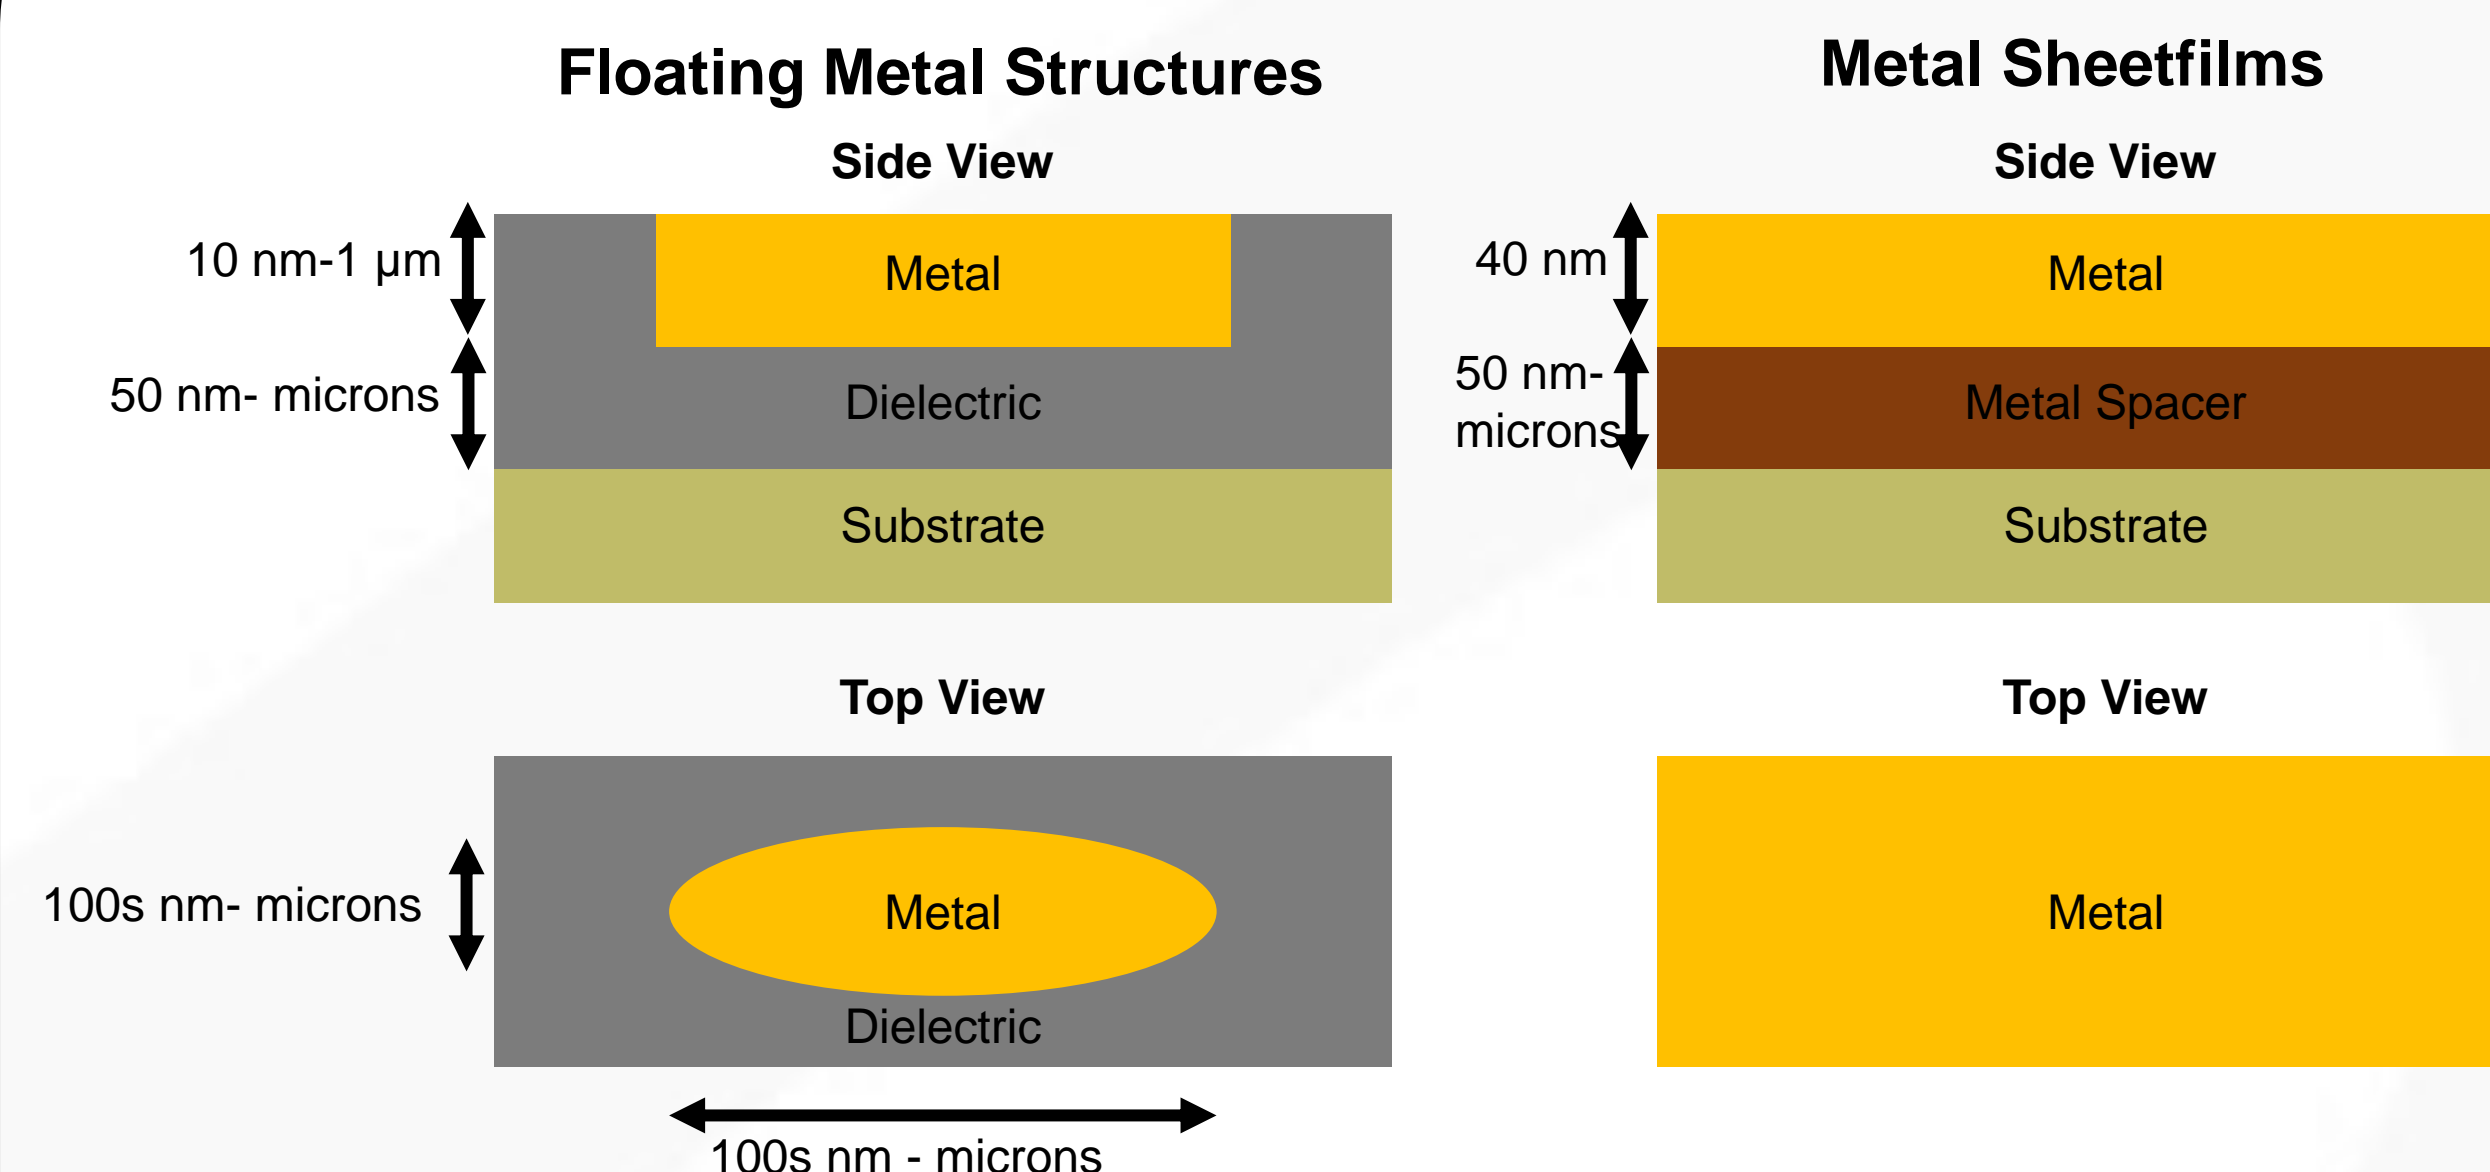 Floating Metal Structures
Side View
10 nm-1 µm
Metal
50 nm- microns
Dielectric
Substrate
Top View
100s nm- microns
Metal
Dielectric
100s nm - microns
Metal Sheetfilms
Side View
40 nm
Metal
50 nm-
microns
Metal Spacer
Substrate
Top View
Metal